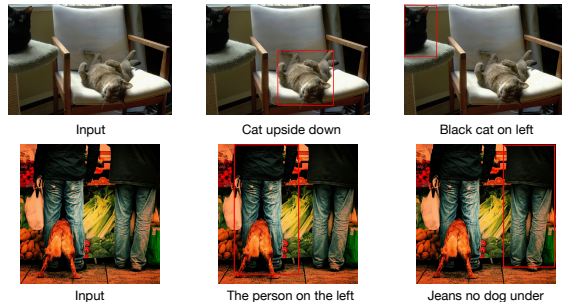 Input
Cat upside down
Black cat on left
Input
The person on the left
Jeans no dog under